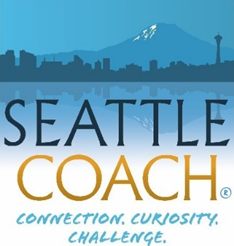 SEATTLE
COACH®
CONNECTION. CURIOSITY.
CHALLENGE.